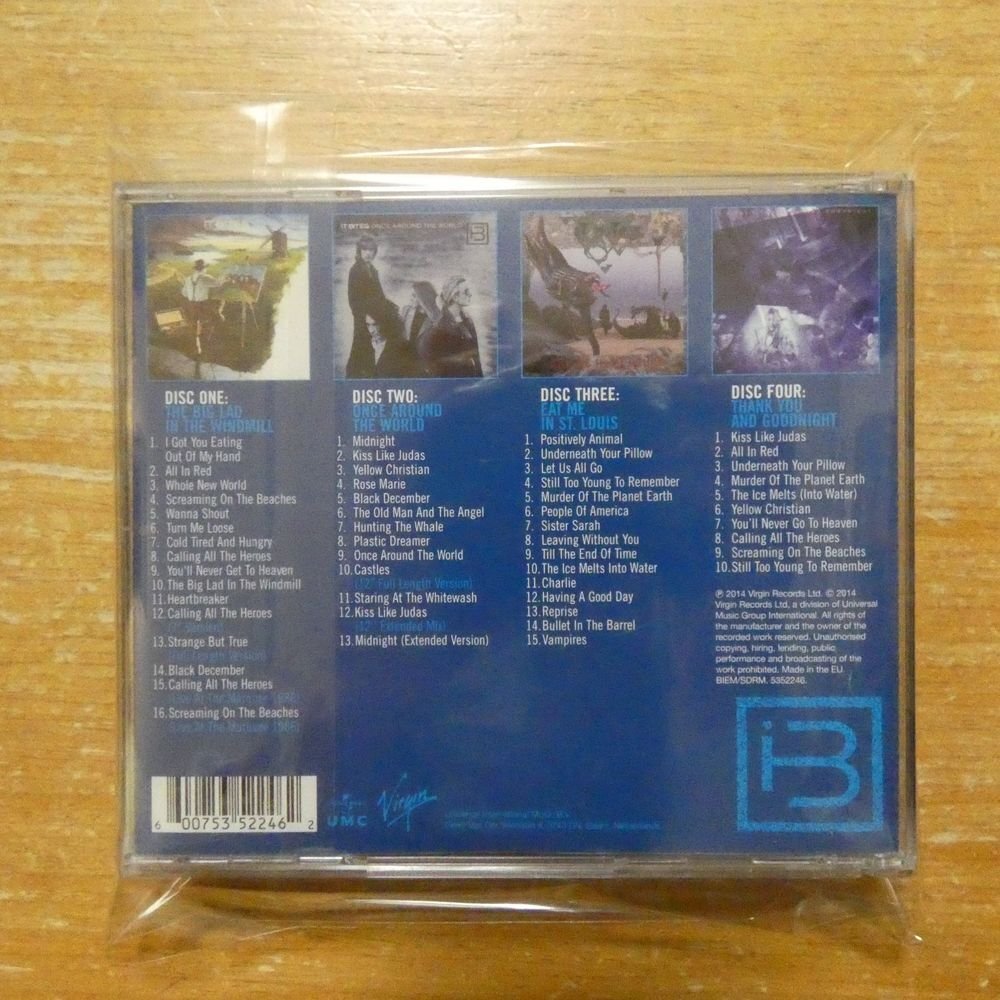 IT BITES ONCE AROUND THE WORLD
DISC ONE:
THE BIG LAD
IN THE WINDMILL
1. I Got You Eating
Out Of My Hand
2. All In Red
3. Whole New World
4. Screaming On The Beaches
5. Wanna Shout
6. Turn Me Loose
7. Cold Tired And Hungry
8. Calling All The Heroes
9. You'll Never Get To Heaven
10. The Big Lad In The Windmill
11. Heartbreaker
12. Calling All The Heroes
13. Strange But True
14. Black December
15. Calling All The Heroes
16. Screaming On The Beaches
DISC TWO:
ONCE AROUND
THE WORLD
1. Midnight
2. Kiss Like Judas
3. Yellow Christian
4. Rose Marie
5. Black December
6. The Old Man And The Angel
7. Hunting The Whale
8. Plastic Dreamer
9. Once Around The World
10. Castles
(12" Full Length Version)
11. Staring At The Whitewash
12. Kiss Like Judas
(12" Extended Mix)
13. Midnight (Extended Version)
DISC THREE:
EAT ME
IN ST. LOUIS
1. Positively Animal
2. Underneath Your Pillow
3. Let Us All Go
4. Still Too Young To Remember
5. Murder Of The Planet Earth
6. People Of America
7. Sister Sarah
8. Leaving Without You
9. Till The End Of Time
10. The Ice Melts Into Water
11. Charlie
12. Having A Good Day
13. Reprise
14. Bullet In The Barrel
15. Vampires
DISC FOUR:
THANK YOU
AND GOODNIGHT
1. Kiss Like Judas
2. All In Red
3. Underneath Your Pillow
4. Murder Of The Planet Earth
5. The Ice Melts (Into Water)
6. Yellow Christian
7. You'll Never Go To Heaven
8. Calling All The Heroes
9. Screaming On The Beaches
10. Still Too Young To Remember
℗ 2014 Virgin Records Ltd. © 2014
Virgin Records Ltd, a division of Universal
Music Group International. All rights of
the manufacturer and the owner of the
recorded work reserved. Unauthorised
copying, hiring, lending, public
performance and broadcasting of the
work prohibited. Made in the EU.
BIEM/SDRM. 5352246.
iB
6 00753 52246 2
UMC
Virgin